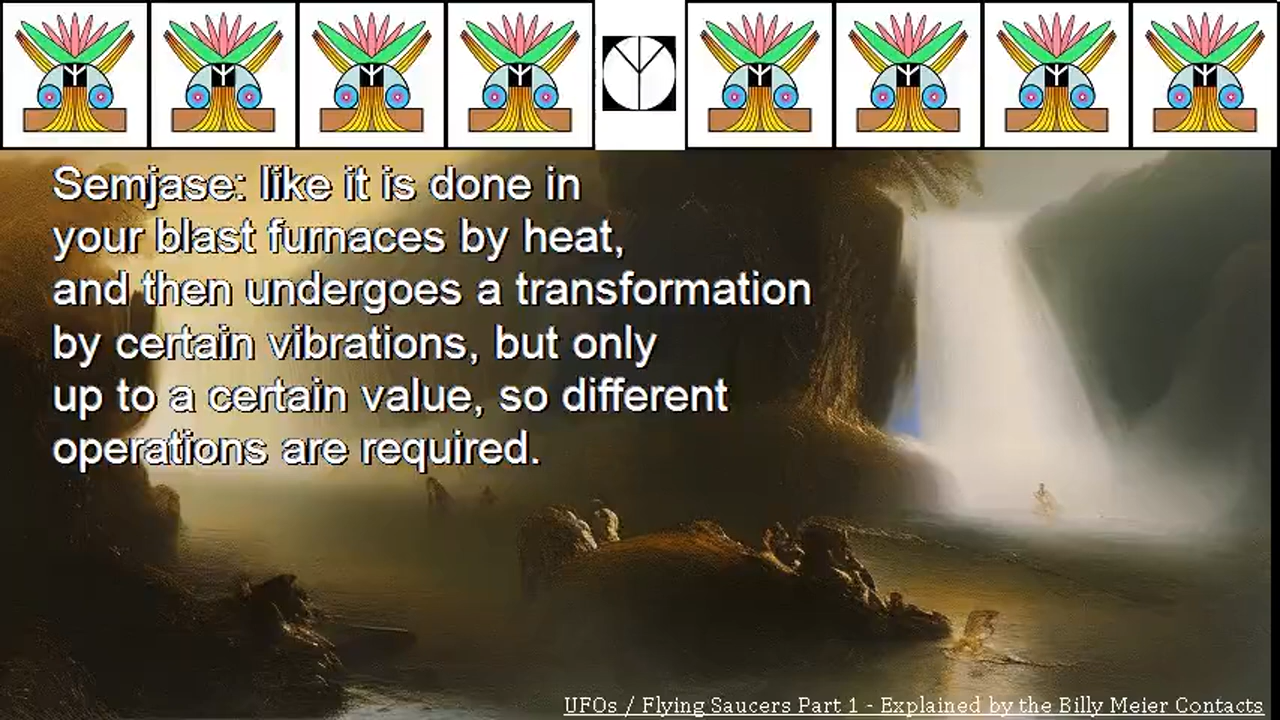 Semjase: like it is done in
your blast furnaces by heat,
and then undergoes a transformation
by certain vibrations, but only
up to a certain value, so different
operations are required.
UFOs / Flying Saucers Part 1 - Explained by the Billy Meier Contacts